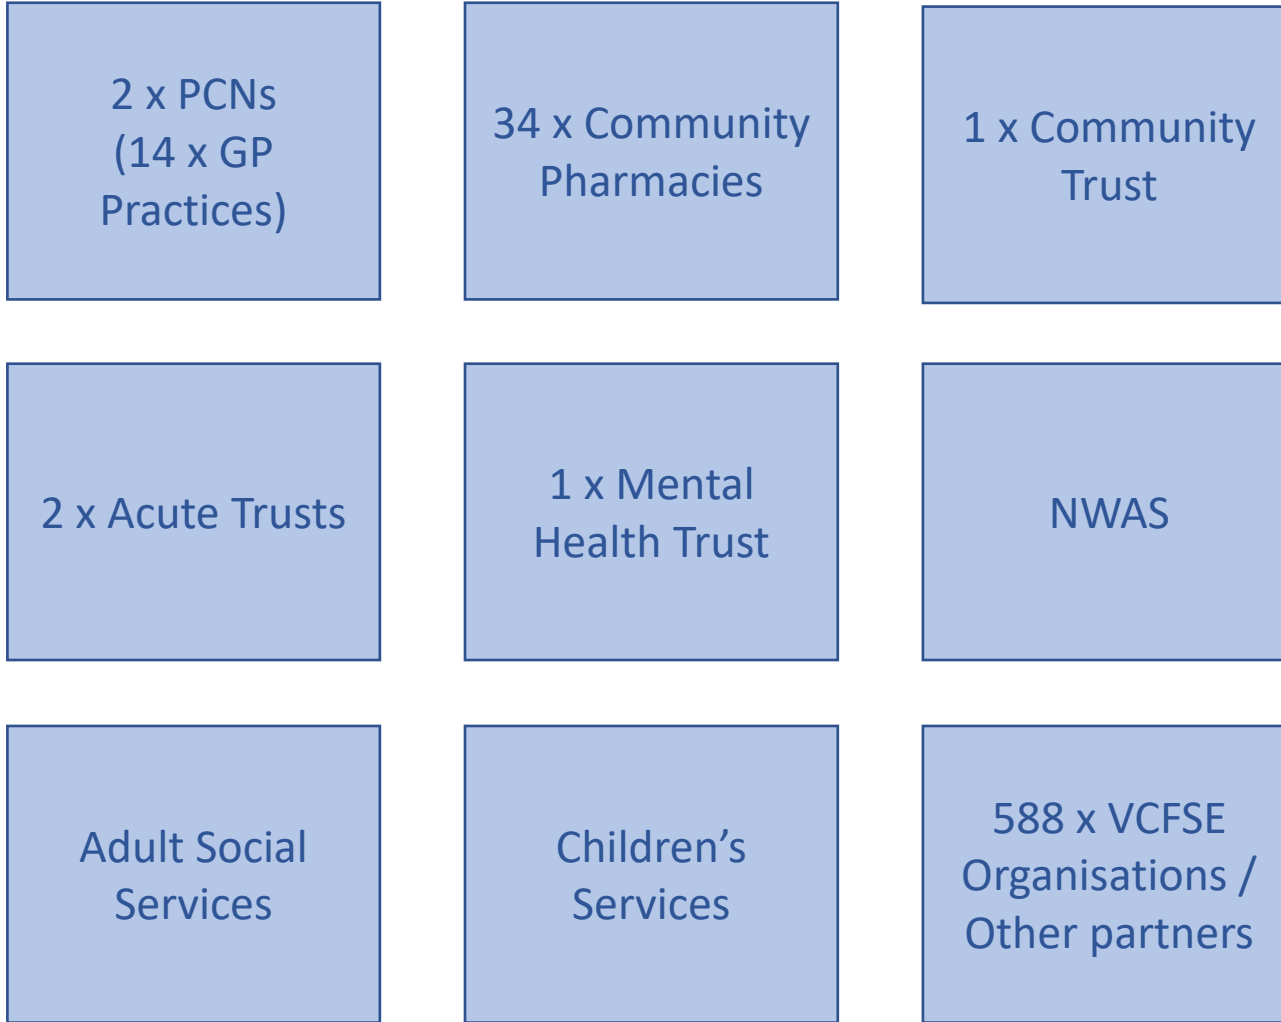 2 x PCNs
(14 x GP
Practices)
34 x Community
Pharmacies
1 x Community
Trust
2 x Acute Trusts
1 x Mental
Health Trust
NWAS
Adult Social
Services
Children’s
Services
588 x VCFSE
Organisations /
Other partners